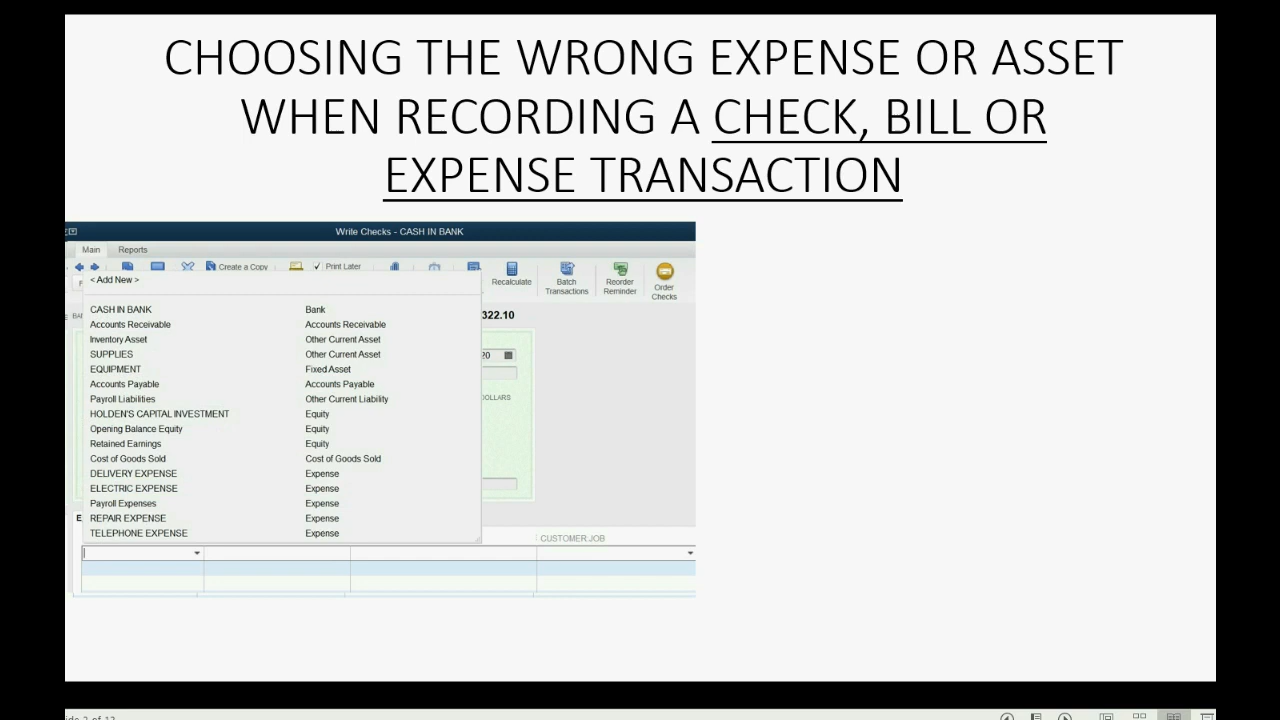 CHOOSING THE WRONG EXPENSE OR ASSET
WHEN RECORDING A CHECK, BILL OR
EXPENSE TRANSACTION
Write Checks - CASH IN BANK
Main Reports
Create a Copy Print Later
Recalculate Batch Transactions Reorder Reminder Order Checks
< Add New >
CASH IN BANK Bank 322.10
Accounts Receivable Accounts Receivable
Inventory Asset Other Current Asset
SUPPLIES Other Current Asset 20
EQUIPMENT Fixed Asset
Accounts Payable Accounts Payable
Payroll Liabilities Other Current Liability DOLLARS
HOLDEN'S CAPITAL INVESTMENT Equity
Opening Balance Equity Equity
Retained Earnings Equity
Cost of Goods Sold Cost of Goods Sold
DELIVERY EXPENSE Expense
ELECTRIC EXPENSE Expense
Payroll Expenses Expense
REPAIR EXPENSE Expense
TELEPHONE EXPENSE Expense
CUSTOMER:JOB